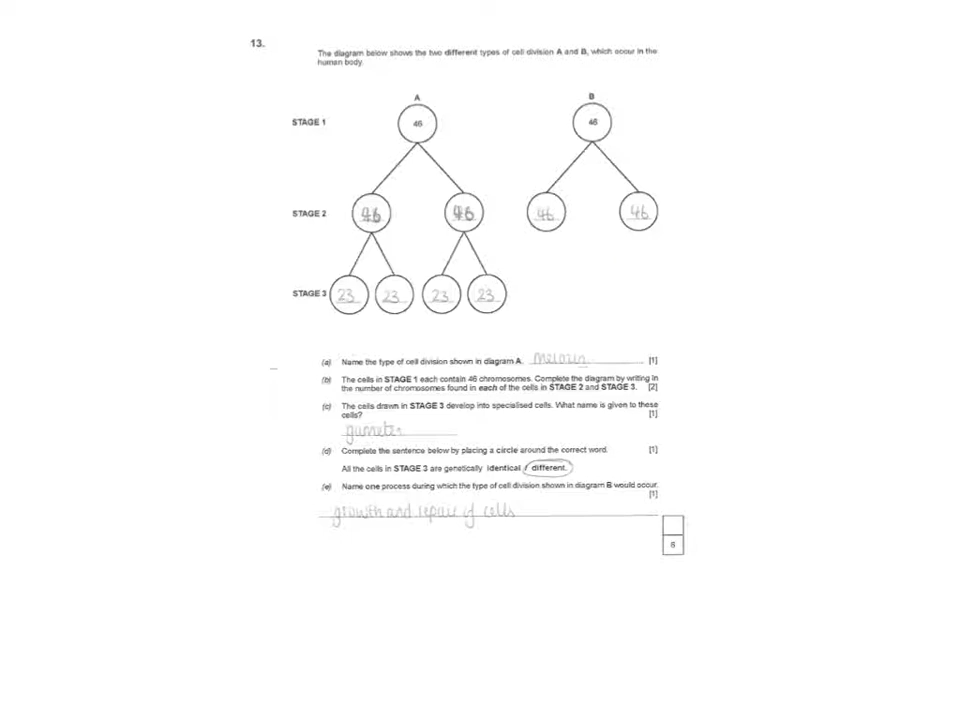 13.
The diagram below shows the two different types of cell division A and B, which occur in the
human body.
A
B
STAGE 1
46
46
STAGE 2
46
46
46
46
STAGE 3
23
23
23
23
(a) Name the type of cell division shown in diagram A. [1]
(b) The cells in STAGE 1 each contain 46 chromosomes. Complete the diagram by writing in
the number of chromosomes found in each of the cells in STAGE 2 and STAGE 3. [2]
(c) The cells drawn in STAGE 3 develop into specialised cells. What name is given to these
cells? [1]
gametes
(d) Complete the sentence below by placing a circle around the correct word. [1]
All the cells in STAGE 3 are genetically identical / different.
(e) Name one process during which the type of cell division shown in diagram B would occur.
[1]
growth and repair of cells
6